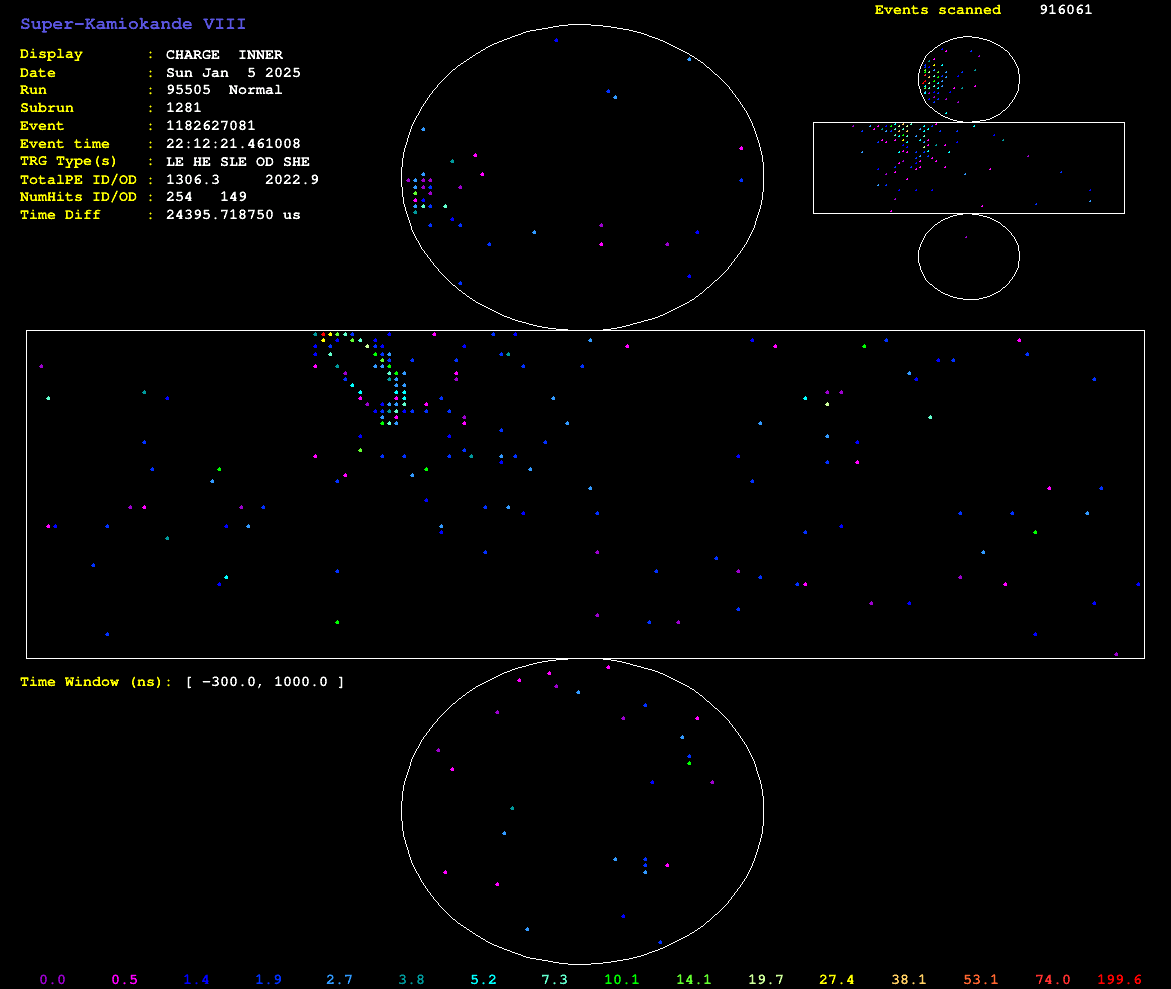 Super-Kamiokande VIII
Events scanned 916061
Display : CHARGE INNER
Date : Sun Jan 5 2025
Run : 95505 Normal
Subrun : 1281
Event : 1182627081
Event time : 22:12:21.461008
TRG Type(s) : LE HE SLE OD SHE
TotalPE ID/OD : 1306.3 2022.9
NumHits ID/OD : 254 149
Time Diff : 24395.718750 us
Time Window (ns): [ -300.0, 1000.0 ]
0.0 0.5 1.4 1.9 2.7 3.8 5.2 7.3 10.1 14.1 19.7 27.4 38.1 53.1 74.0 199.6